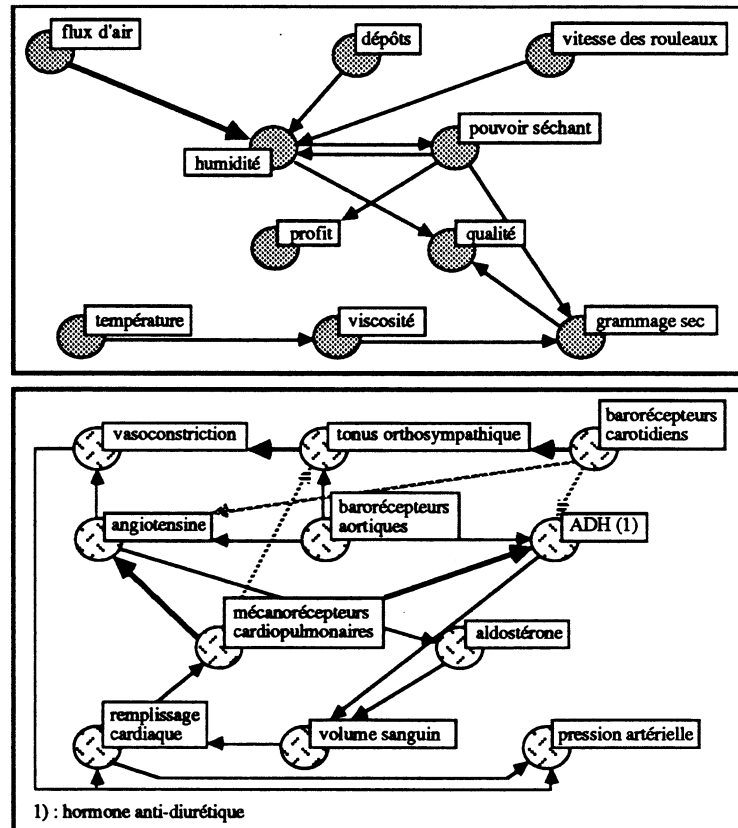 flux d'air
dépôts
vitesse des rouleaux
pouvoir séchant
humidité
profit
qualité
température
viscosité
grammage sec
vasoconstriction
tonus orthosympathique
barorécepteurs
carotidiens
angiotensine
barorécepteurs
aortiques
ADH (1)
mécanorécepteurs
cardiopulmonaires
aldostérone
remplissage
cardiaque
volume sanguin
pression artérielle
1) : hormone anti-diurétique